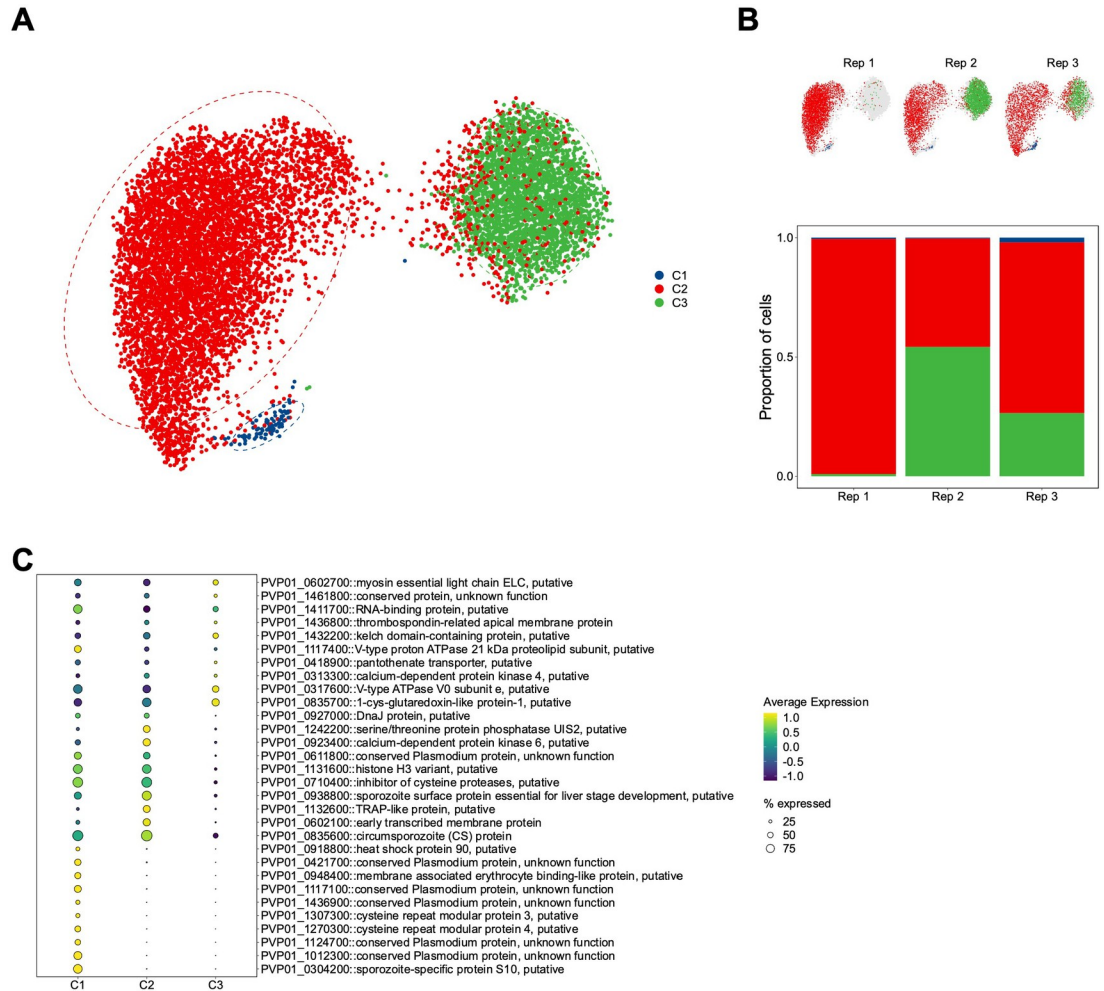 A
B
Rep 1
Rep 2
Rep 3
C1
C2
C3
Proportion of cells
1.0
0.5
0.0
Rep 1
Rep 2
Rep 3
C
PVP01_0602700::myosin essential light chain ELC, putative
PVP01_1461800::conserved protein, unknown function
PVP01_1411700::RNA-binding protein, putative
PVP01_1436800::thrombospondin-related apical membrane protein
PVP01_1432200::kelch domain-containing protein, putative
PVP01_1117400::V-type proton ATPase 21 kDa proteolipid subunit, putative
PVP01_0418900::pantothenate transporter, putative
PVP01_0313300::calcium-dependent protein kinase 4, putative
PVP01_0317600::V-type ATPase V0 subunit e, putative
PVP01_0835700::1-cys-glutaredoxin-like protein-1, putative
PVP01_0927000::DnaJ protein, putative
PVP01_1242200::serine/threonine protein phosphatase UIS2, putative
PVP01_0923400::calcium-dependent protein kinase 6, putative
PVP01_0611800::conserved Plasmodium protein, unknown function
PVP01_1131600::histone H3 variant, putative
PVP01_0710400::inhibitor of cysteine proteases, putative
PVP01_0938800::sporozoite surface protein essential for liver stage development, putative
PVP01_1132600::TRAP-like protein, putative
PVP01_0602100::early transcribed membrane protein
PVP01_0835600::circumsporozoite (CS) protein
PVP01_0918800::heat shock protein 90, putative
PVP01_0421700::conserved Plasmodium protein, unknown function
PVP01_0948400::membrane associated erythrocyte binding-like protein, putative
PVP01_1117100::conserved Plasmodium protein, unknown function
PVP01_1436900::conserved Plasmodium protein, unknown function
PVP01_1307300::cysteine repeat modular protein 3, putative
PVP01_1270300::cysteine repeat modular protein 4, putative
PVP01_1124700::conserved Plasmodium protein, unknown function
PVP01_1012300::conserved Plasmodium protein, unknown function
PVP01_0304200::sporozoite-specific protein S10, putative
C1
C2
C3
Average Expression
1.0
0.5
0.0
-0.5
-1.0
% expressed
25
50
75